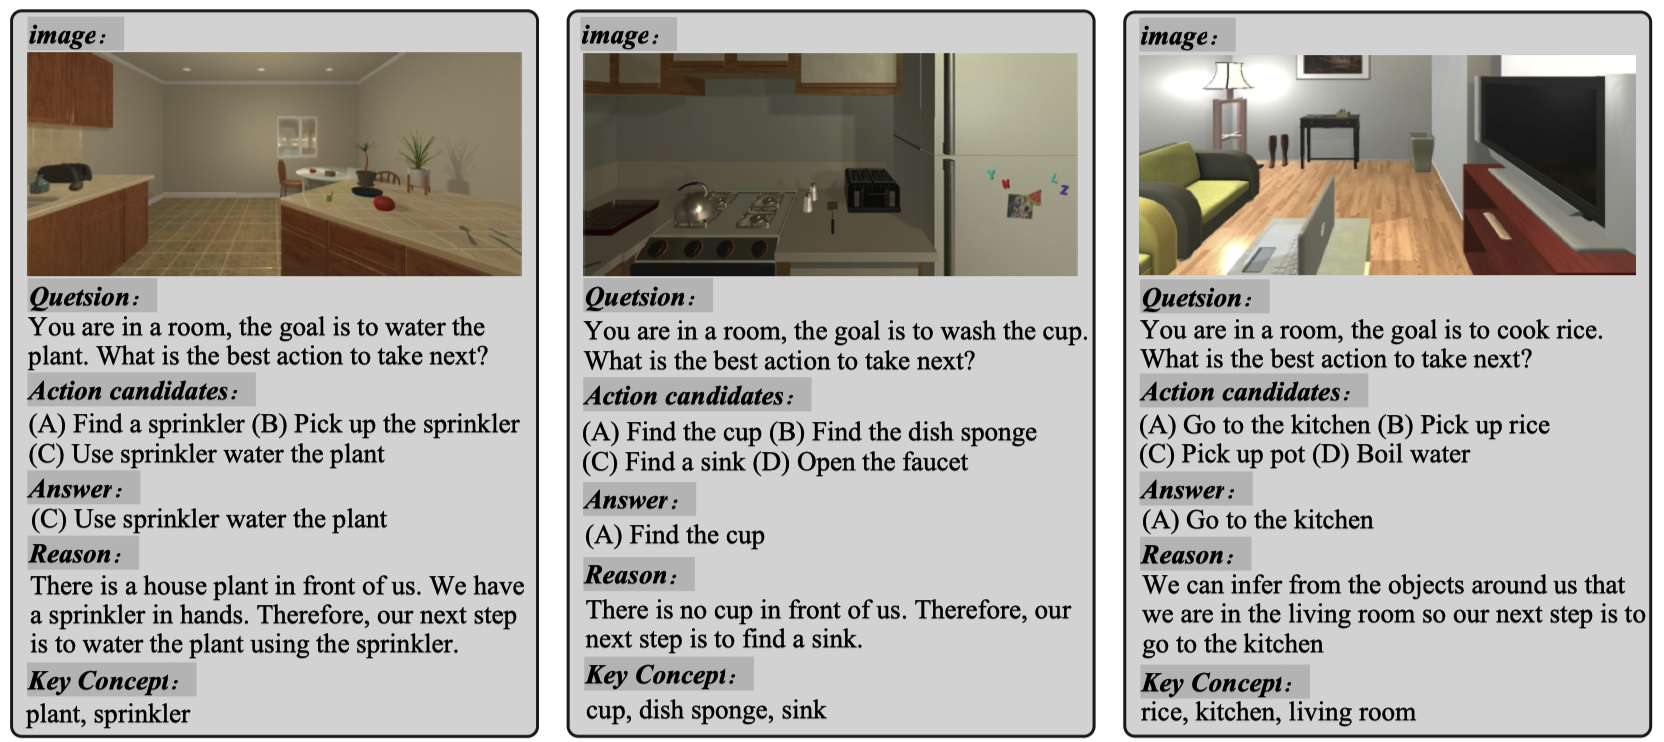 image:
Quetsion:
You are in a room, the goal is to water the
plant. What is the best action to take next?
Action candidates:
(A) Find a sprinkler (B) Pick up the sprinkler
(C) Use sprinkler water the plant
Answer:
(C) Use sprinkler water the plant
Reason:
There is a house plant in front of us. We have
a sprinkler in hands. Therefore, our next step
is to water the plant using the sprinkler.
Key Concept:
plant, sprinkler
image:
Y
L
Z
Quetsion:
You are in a room, the goal is to wash the cup.
What is the best action to take next?
Action candidates:
(A) Find the cup (B) Find the dish sponge
(C) Find a sink (D) Open the faucet
Answer:
(A) Find the cup
Reason:
There is no cup in front of us. Therefore, our
next step is to find a sink.
Key Concept:
cup, dish sponge, sink
image:
Quetsion:
You are in a room, the goal is to cook rice.
What is the best action to take next?
Action candidates:
(A) Go to the kitchen (B) Pick up rice
(C) Pick up pot (D) Boil water
Answer:
(A) Go to the kitchen
Reason:
We can infer from the objects around us that
we are in the living room so our next step is to
go to the kitchen
Key Concept:
rice, kitchen, living room